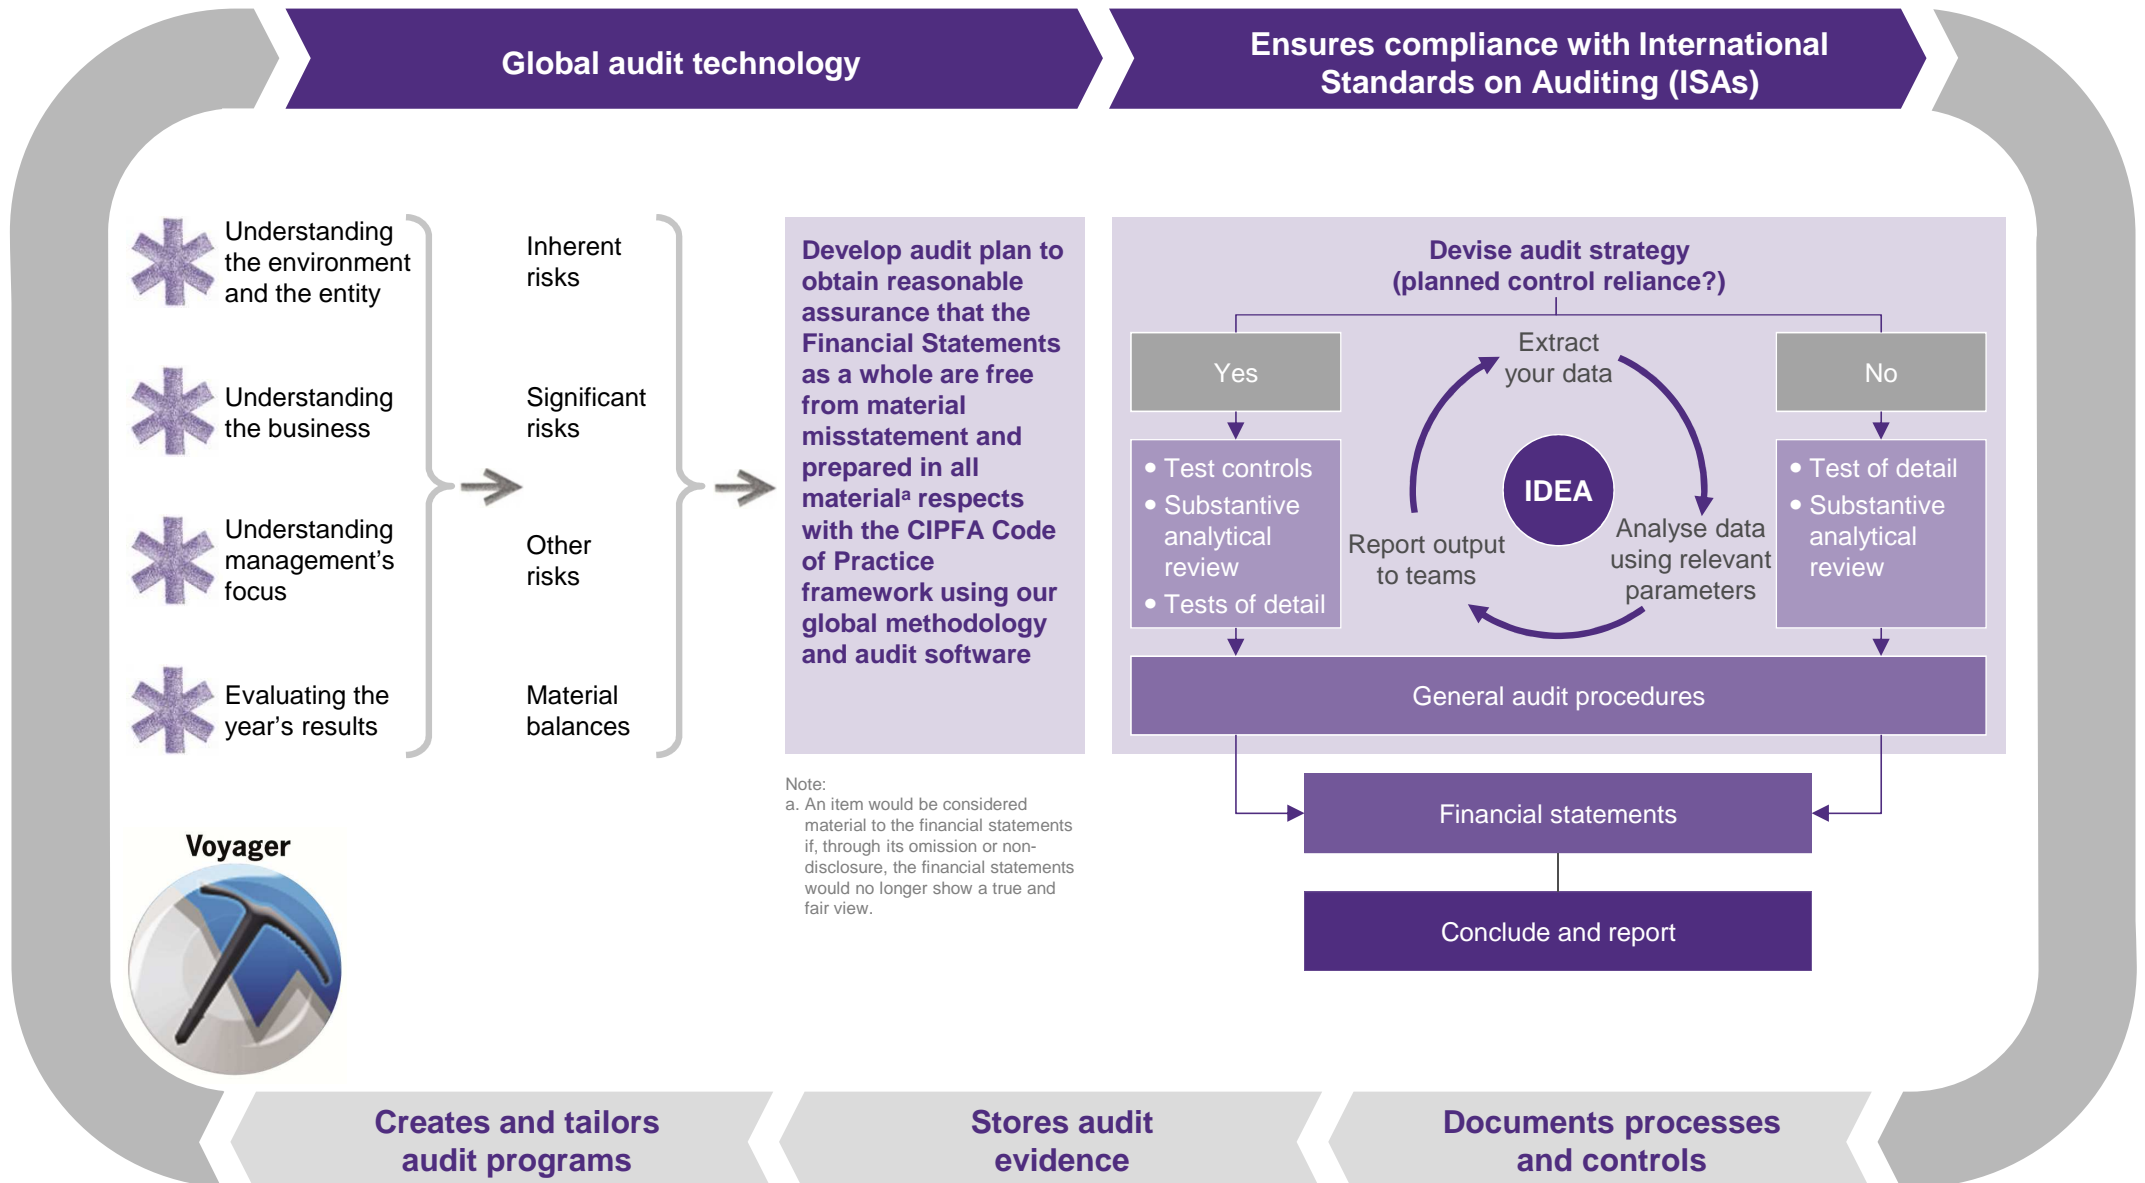 Global audit technology
Ensures compliance with International
Standards on Auditing (ISAs)
Understanding
the environment
and the entity
Understanding
the business
Understanding
management's
focus
Evaluating the
year's results
Inherent
risks
Significant
risks
Other
risks
Material
balances
Develop audit plan to
obtain reasonable
assurance that the
Financial Statements
as a whole are free
from material
misstatement and
prepared in all
materialª respects
with the CIPFA Code
of Practice
framework using our
global methodology
and audit software
Note:
a. An item would be considered
material to the financial statements
if, through its omission or non-
disclosure, the financial statements
would no longer show a true and
fair view.
Devise audit strategy
(planned control reliance?)
Yes
• Test controls
• Substantive
analytical
review
• Tests of detail
Extract
your data
IDEA
Analyse data
using relevant
parameters
Report output
to teams
No
• Test of detail
• Substantive
analytical
review
General audit procedures
Financial statements
Conclude and report
Voyager
Creates and tailors
audit programs
Stores audit
evidence
Documents processes
and controls